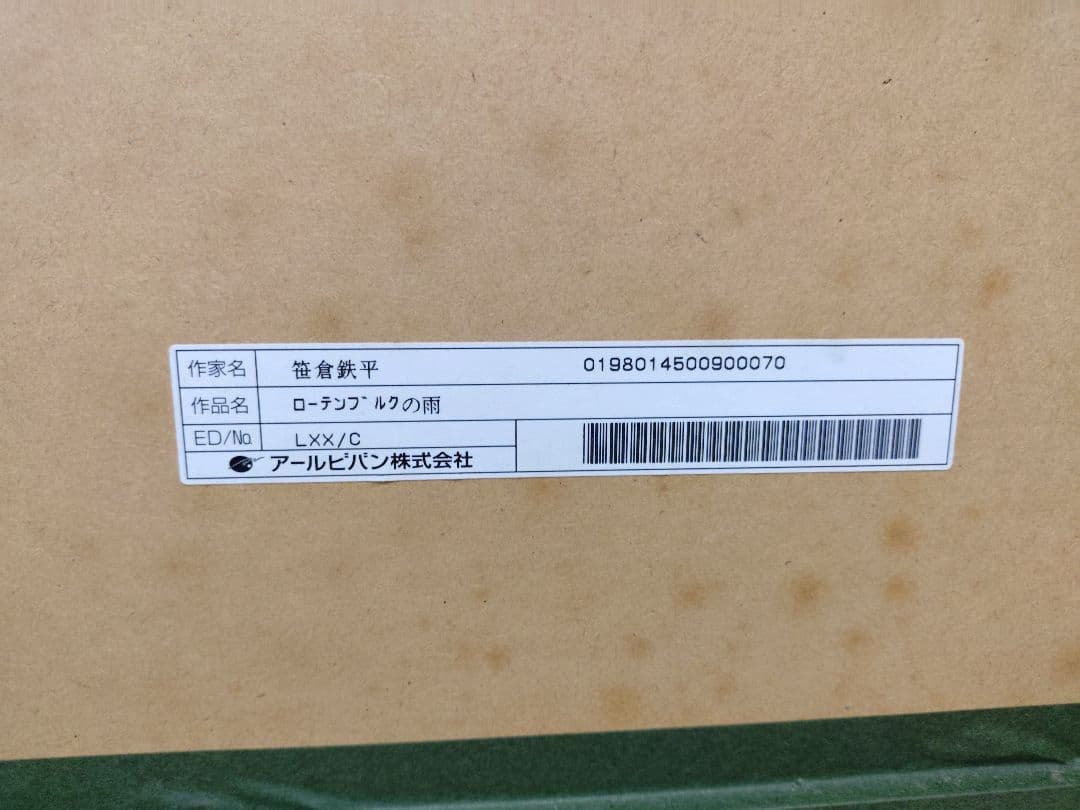 作家名 笹倉鉄平 0198014500900070
作品名 ローテンブルクの雨
ED/No. LXX/C
アールビバン株式会社